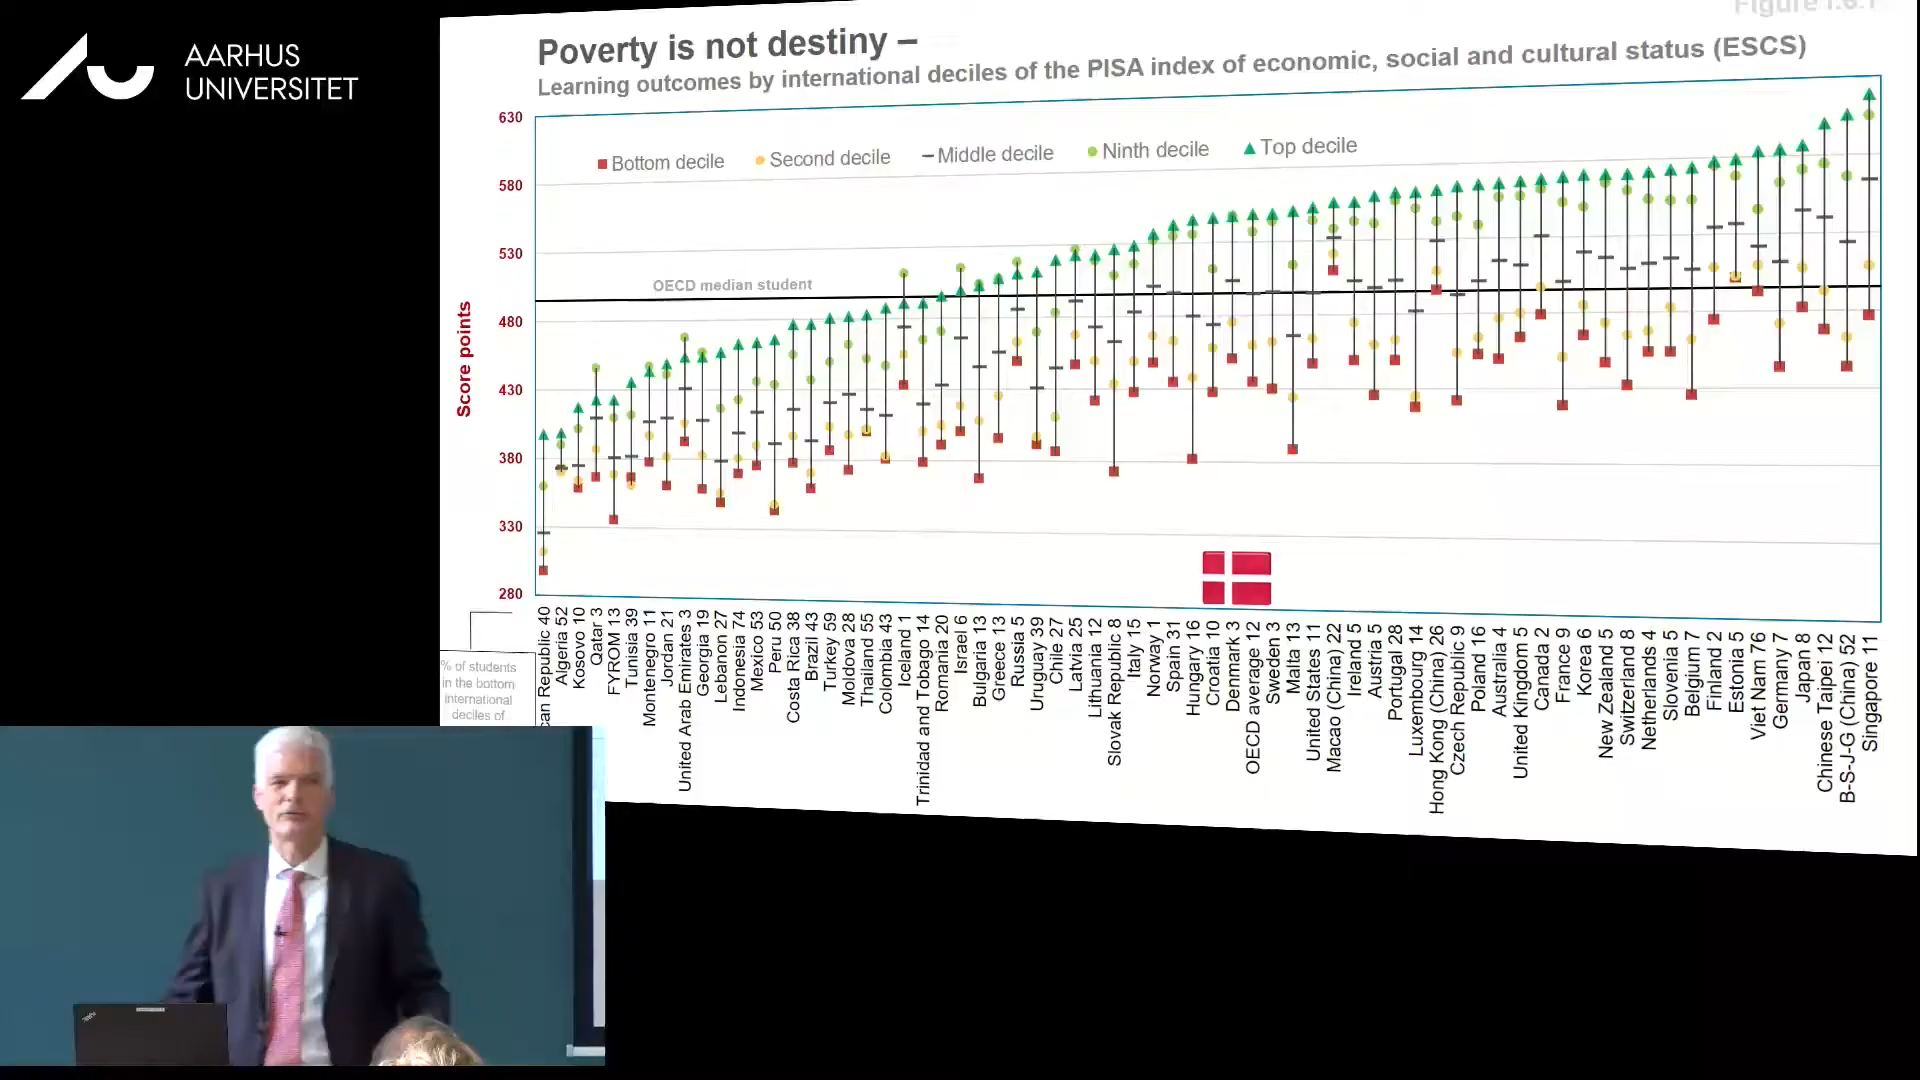 AARHUS
UNIVERSITET
Figure I.6.7
Poverty is not destiny –
Learning outcomes by international deciles of the PISA index of economic, social and cultural status (ESCS)
630
580
530
480
430
380
330
280
Score points
Bottom decile
Second decile
Middle decile
Ninth decile
Top decile
OECD median student
can Republic 40
Algeria 52
Kosovo 10
Qatar 3
FYROM 13
Tunisia 39
Montenegro 11
Jordan 21
United Arab Emirates 3
Georgia 19
Lebanon 27
Indonesia 74
Mexico 53
Peru 50
Costa Rica 38
Brazil 43
Turkey 59
Moldova 28
Thailand 55
Colombia 43
Iceland 1
Trinidad and Tobago 14
Romania 20
Israel 6
Bulgaria 13
Greece 13
Russia 5
Uruguay 39
Chile 27
Latvia 25
Lithuania 12
Slovak Republic 8
Italy 15
Norway 1
Spain 31
Hungary 16
Croatia 10
Denmark 3
OECD average 12
Sweden 3
Malta 13
United States 11
Macao (China) 22
Ireland 5
Austria 5
Portugal 28
Luxembourg 14
Hong Kong (China) 26
Czech Republic 9
Poland 16
Australia 4
United Kingdom 5
Canada 2
France 9
Korea 6
New Zealand 5
Switzerland 8
Netherlands 4
Slovenia 5
Belgium 7
Finland 2
Estonia 5
Viet Nam 76
Germany 7
Japan 8
Chinese Taipei 12
B-S-J-G (China) 52
Singapore 11
% of students
in the bottom
international
deciles of